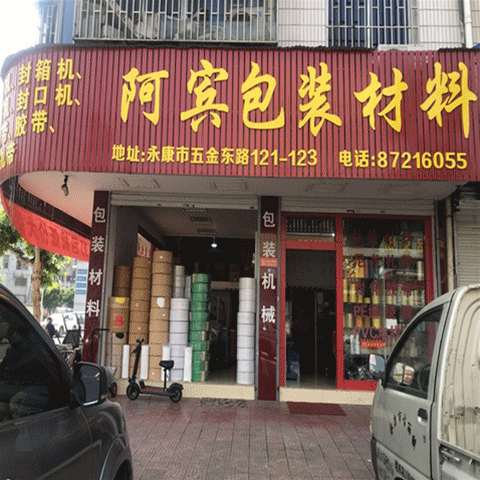 封箱机、
封口机、
胶带、
阿宾包装材料
地址:永康市五金东路121-123 电话:87216055
包装材料
包装机械